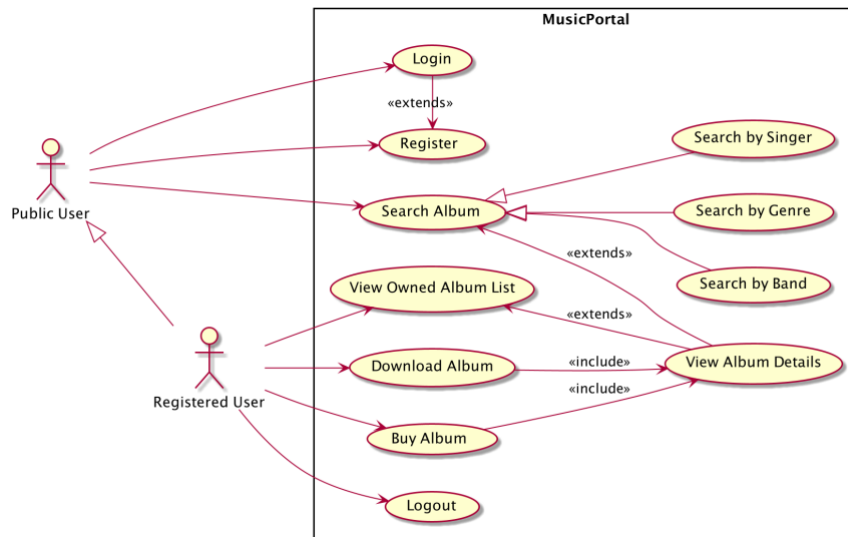 MusicPortal
Login
«extends»
Register
Search by Singer
Public User
Search Album
Search by Genre
«extends»
View Owned Album List
Search by Band
«extends»
Registered User
Download Album
«include»
View Album Details
«include»
Buy Album
Logout